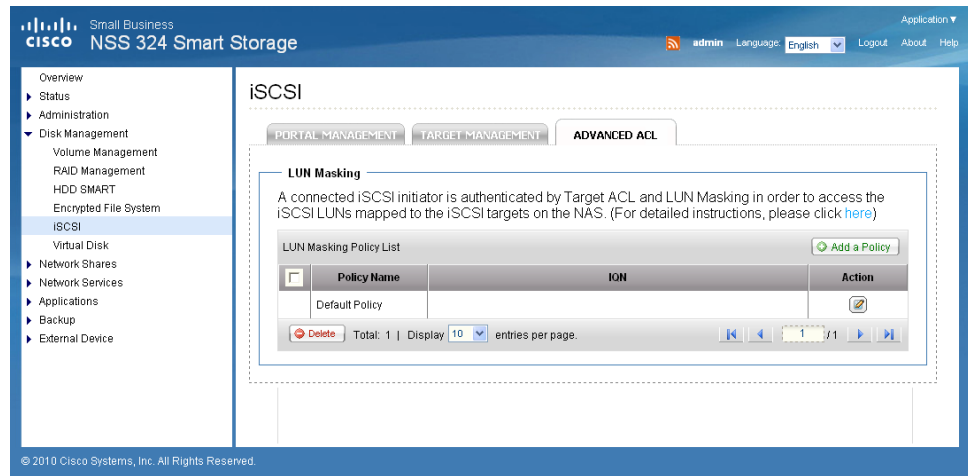 Small Business
CISCO NSS 324 Smart Storage
Application
admin Language: English Logout About Help
Overview
Status
Administration
Disk Management
Volume Management
RAID Management
HDD SMART
Encrypted File System
iSCSI
Virtual Disk
Network Shares
Network Services
Applications
Backup
External Device
iSCSI
PORTAL MANAGEMENT TARGET MANAGEMENT ADVANCED ACL
LUN Masking
A connected iSCSI initiator is authenticated by Target ACL and LUN Masking in order to access the
iSCSI LUNs mapped to the iSCSI targets on the NAS. (For detailed instructions, please click here)
LUN Masking Policy List Add a Policy
Policy Name IQN Action
Default Policy
Delete Total: 1 | Display 10 entries per page. 1 /1
© 2010 Cisco Systems, Inc. All Rights Reserved.